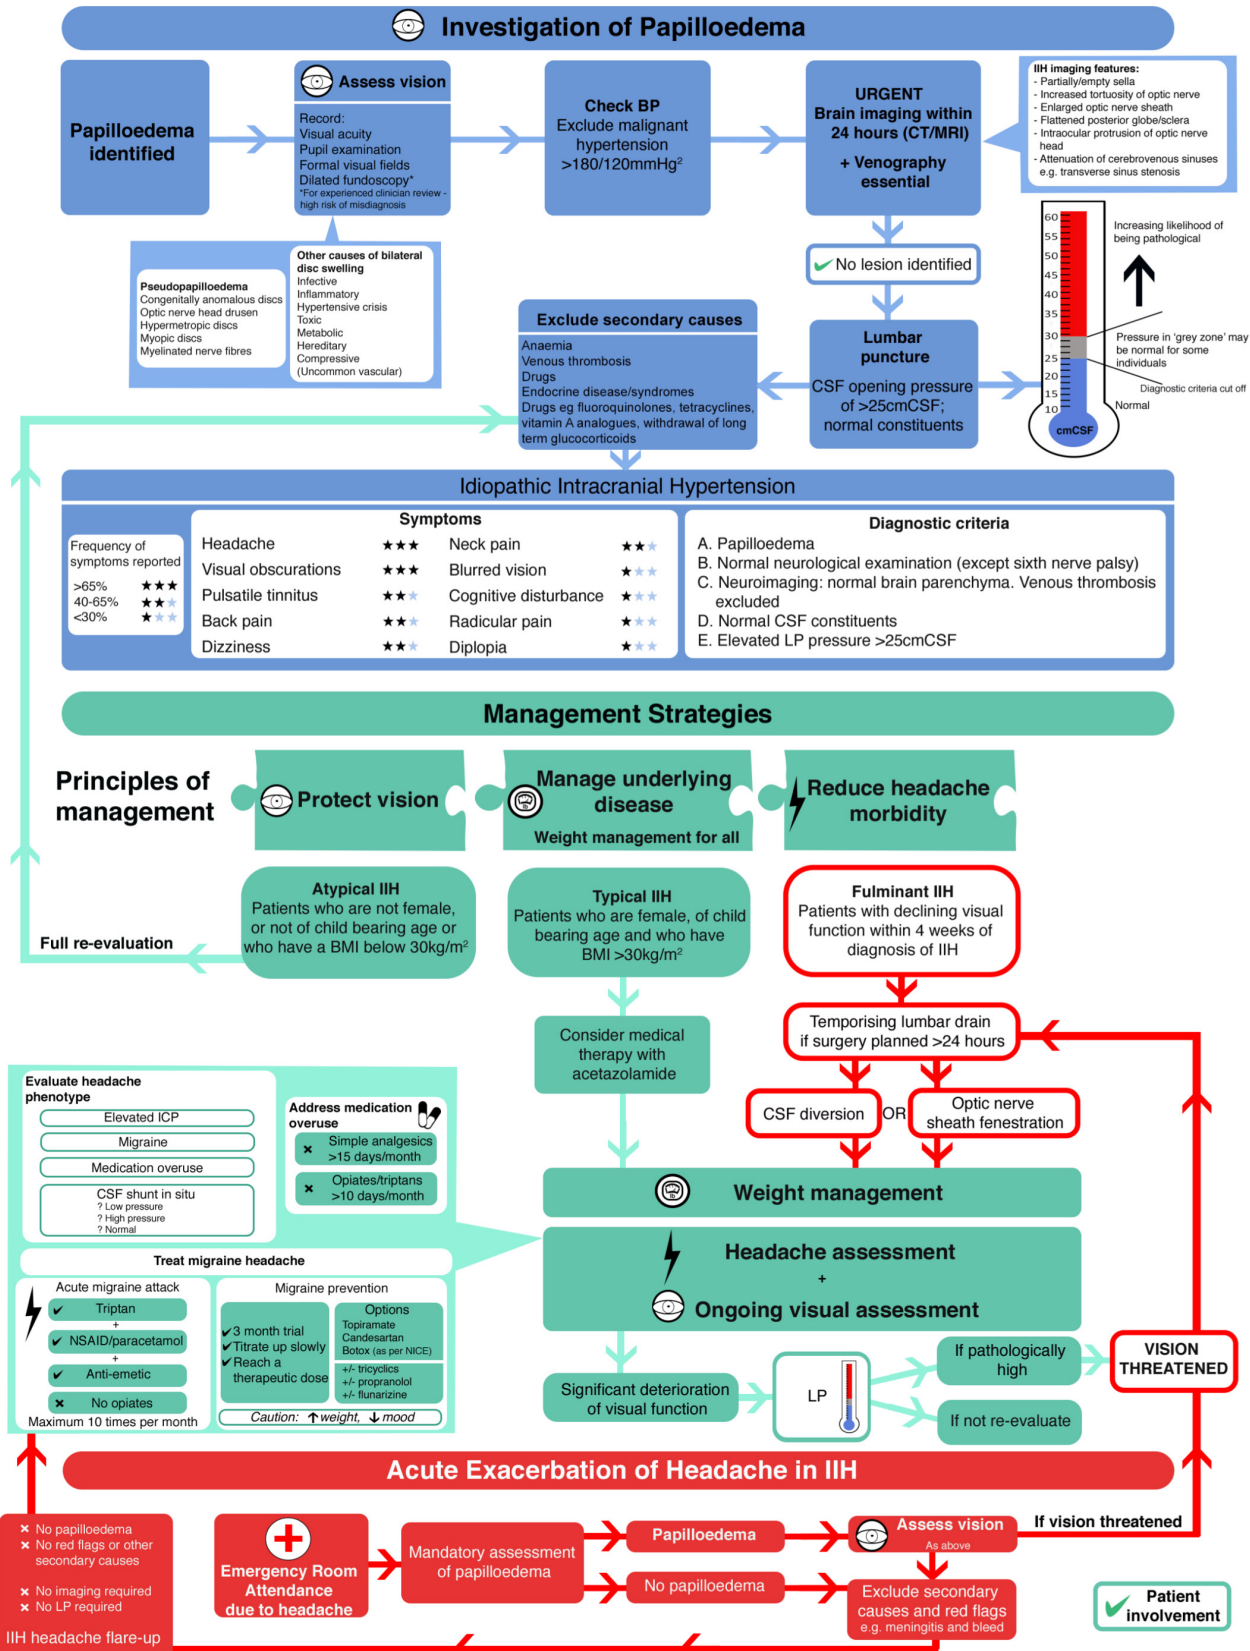 Investigation of Papilloedema
Papilloedema
identified
Assess vision
Record:
Visual acuity
Pupil examination
Formal visual fields
Dilated fundoscopy*
*For experienced clinician review -
high risk of misdiagnosis
Check BP
Exclude malignant
hypertension
>180/120mmHg²
URGENT
Brain imaging within
24 hours (CT/MRI)
+ Venography
essential
IIH imaging features:
- Partially/empty sella
- Increased tortuosity of optic nerve
- Enlarged optic nerve sheath
- Flattened posterior globe/sclera
- Intraocular protrusion of optic nerve
head
- Attenuation of cerebrovenous sinuses
e.g. transverse sinus stenosis
Pseudopapilloedema
Congenitally anomalous discs
Optic nerve head drusen
Hypermetropic discs
Myopic discs
Myelinated nerve fibres
Other causes of bilateral
disc swelling
Infective
Inflammatory
Hypertensive crisis
Toxic
Metabolic
Hereditary
Compressive
(Uncommon vascular)
No lesion identified
Exclude secondary causes
Anaemia
Venous thrombosis
Drugs
Endocrine disease/syndromes
Drugs eg fluoroquinolones, tetracyclines,
vitamin A analogues, withdrawal of long
term glucocorticoids
Lumbar
puncture
CSF opening pressure
of >25cmCSF;
normal constituents
60
55
50
45
40
35
30
25
20
15
10
cmCSF
Increasing likelihood of
being pathological
Pressure in 'grey zone' may
be normal for some
individuals
Diagnostic criteria cut off
Normal
Idiopathic Intracranial Hypertension
Frequency of
symptoms reported
>65% ★★★
40-65% ★★★
<30% ★★★
Symptoms
Headache ★★★
Visual obscurations ★★★
Pulsatile tinnitus ★★★
Back pain ★★★
Dizziness ★★★
Neck pain ★★★
Blurred vision ★★★
Cognitive disturbance ★★★
Radicular pain ★★★
Diplopia ★★★
Diagnostic criteria
A. Papilloedema
B. Normal neurological examination (except sixth nerve palsy)
C. Neuroimaging: normal brain parenchyma. Venous thrombosis
excluded
D. Normal CSF constituents
E. Elevated LP pressure >25cmCSF
Management Strategies
Principles of
management
Protect vision
Manage underlying
disease
Weight management for all
Reduce headache
morbidity
Atypical IIH
Patients who are not female,
or not of child bearing age or
who have a BMI below 30kg/m²
Full re-evaluation
Typical IIH
Patients who are female, of child
bearing age and who have
BMI >30kg/m²
Fulminant IIH
Patients with declining visual
function within 4 weeks of
diagnosis of IIH
Consider medical
therapy with
acetazolamide
Temporising lumbar drain
if surgery planned >24 hours
CSF diversion
OR
Optic nerve
sheath fenestration
Evaluate headache
phenotype
Elevated ICP
Migraine
Medication overuse
CSF shunt in situ
? Low pressure
? High pressure
? Normal
Address medication
overuse
Simple analgesics
>15 days/month
Opiates/triptans
>10 days/month
Treat migraine headache
Acute migraine attack
Triptan
+
NSAID/paracetamol
+
Anti-emetic
No opiates
Maximum 10 times per month
Migraine prevention
3 month trial
Titrate up slowly
Reach a
therapeutic dose
Options
Topiramate
Candesartan
Botox (as per NICE)
+/- tricyclics
+/- propranolol
+/- flunarizine
Caution: ↑weight, ↓mood
Weight management
Headache assessment
+
Ongoing visual assessment
Significant deterioration
of visual function
LP
If pathologically
high
If not re-evaluate
VISION
THREATENED
Acute Exacerbation of Headache in IIH
No papilloedema
No red flags or other
secondary causes
No imaging required
No LP required
IIH headache flare-up
Emergency Room
Attendance
due to headache
Mandatory assessment
of papilloedema
Papilloedema
No papilloedema
Assess vision
As above
If vision threatened
Exclude secondary
causes and red flags
e.g. meningitis and bleed
Patient
involvement